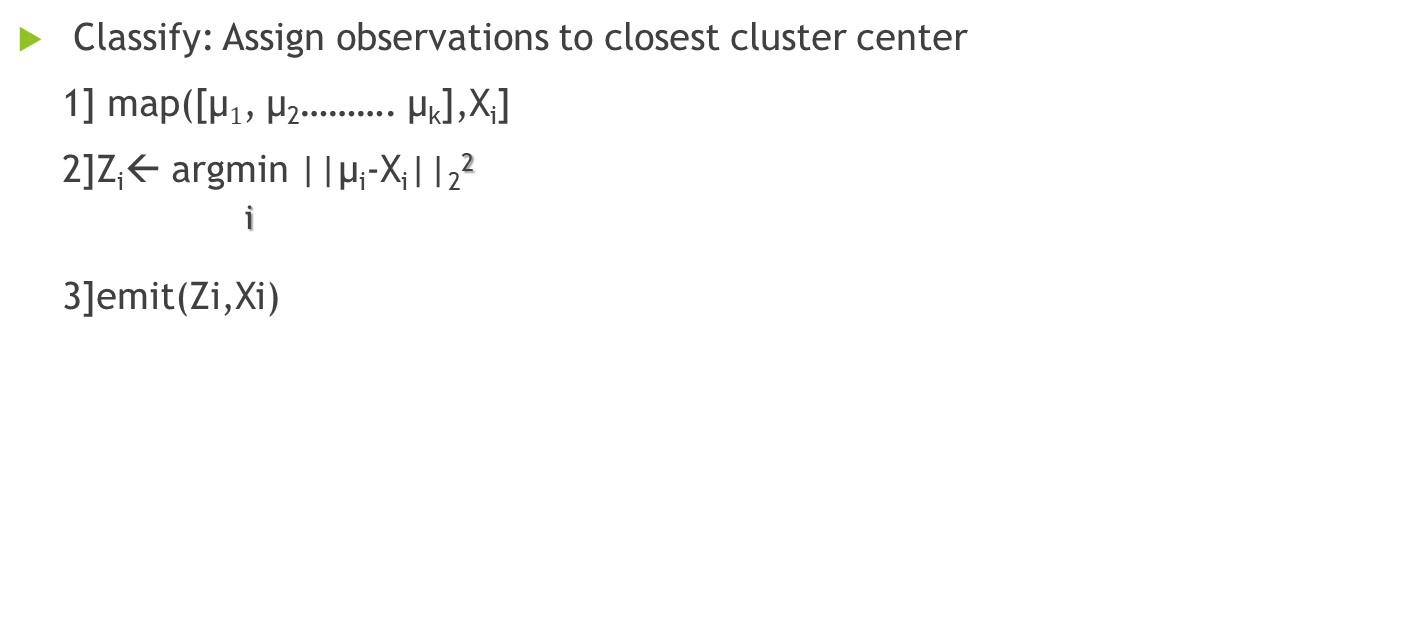 Classify: Assign observations to closest cluster center
1] map([μ₁, μ₂.......... μₖ],Xᵢ]
2]Zᵢ← argmin ||μᵢ-Xᵢ||₂²
i
3]emit(Zi,Xi)